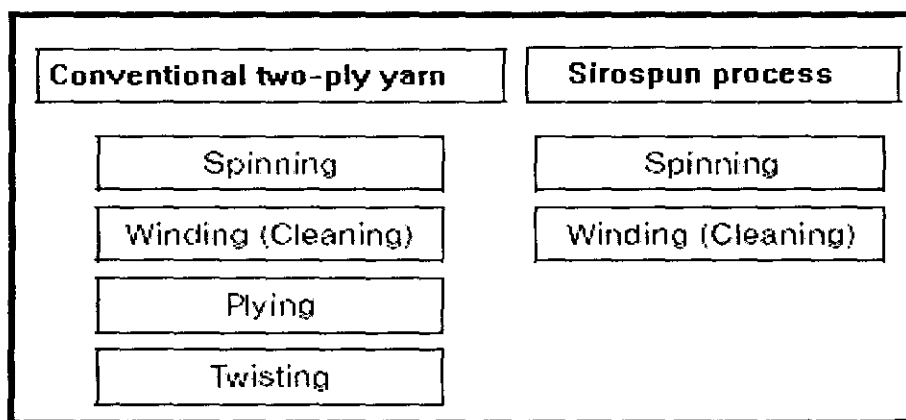 Conventional two-ply yarn
Sirospun process
Spinning
Spinning
Winding (Cleaning)
Winding (Cleaning)
Plying
Twisting